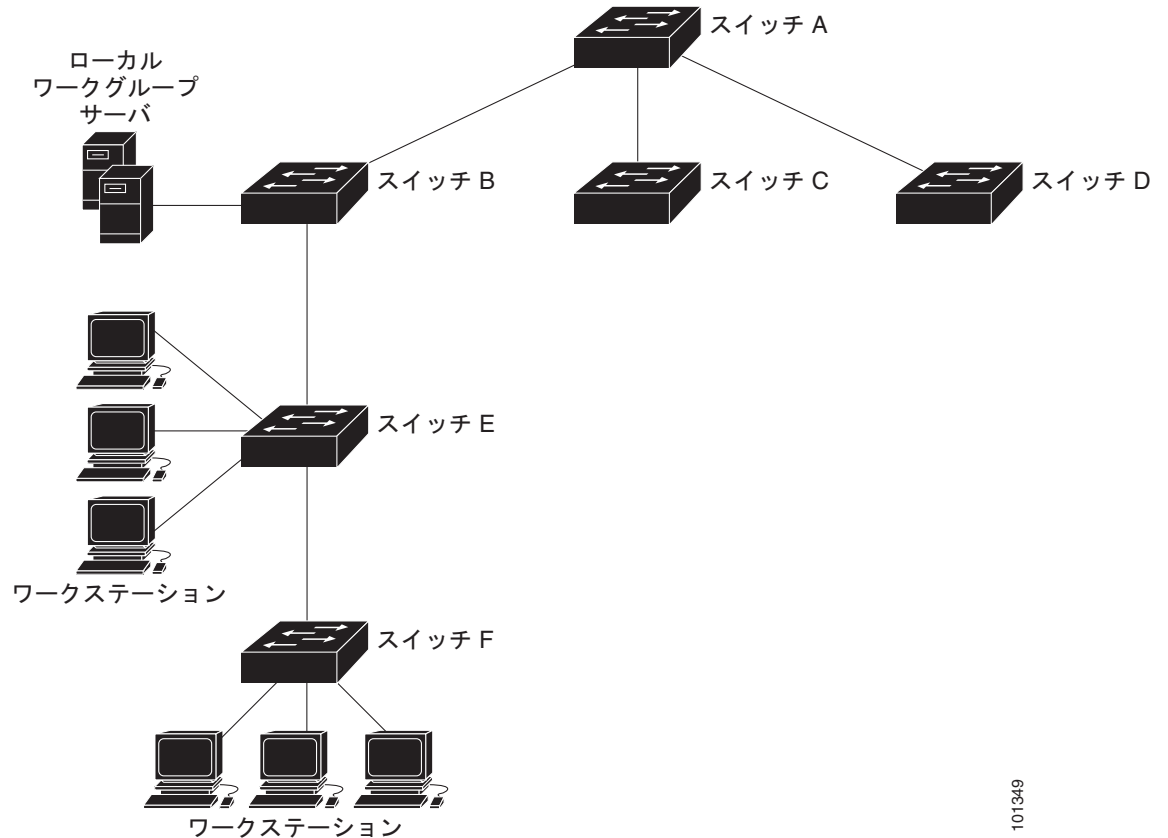 スイッチ A
ローカル
ワークグループ
サーバ
スイッチ B
スイッチ C
スイッチ D
スイッチ E
ワークステーション
スイッチ F
ワークステーション
101349